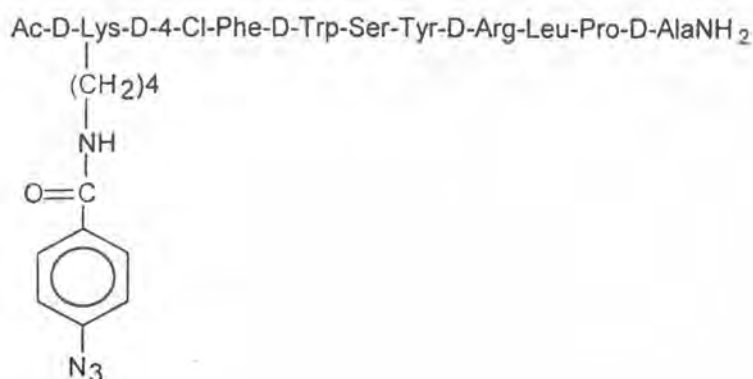 Ac-D-Lys-D-4-Cl-Phe-D-Trp-Ser-Tyr-D-Arg-Leu-Pro-D-AlaNH2
(CH2)4
NH
O=C
N3